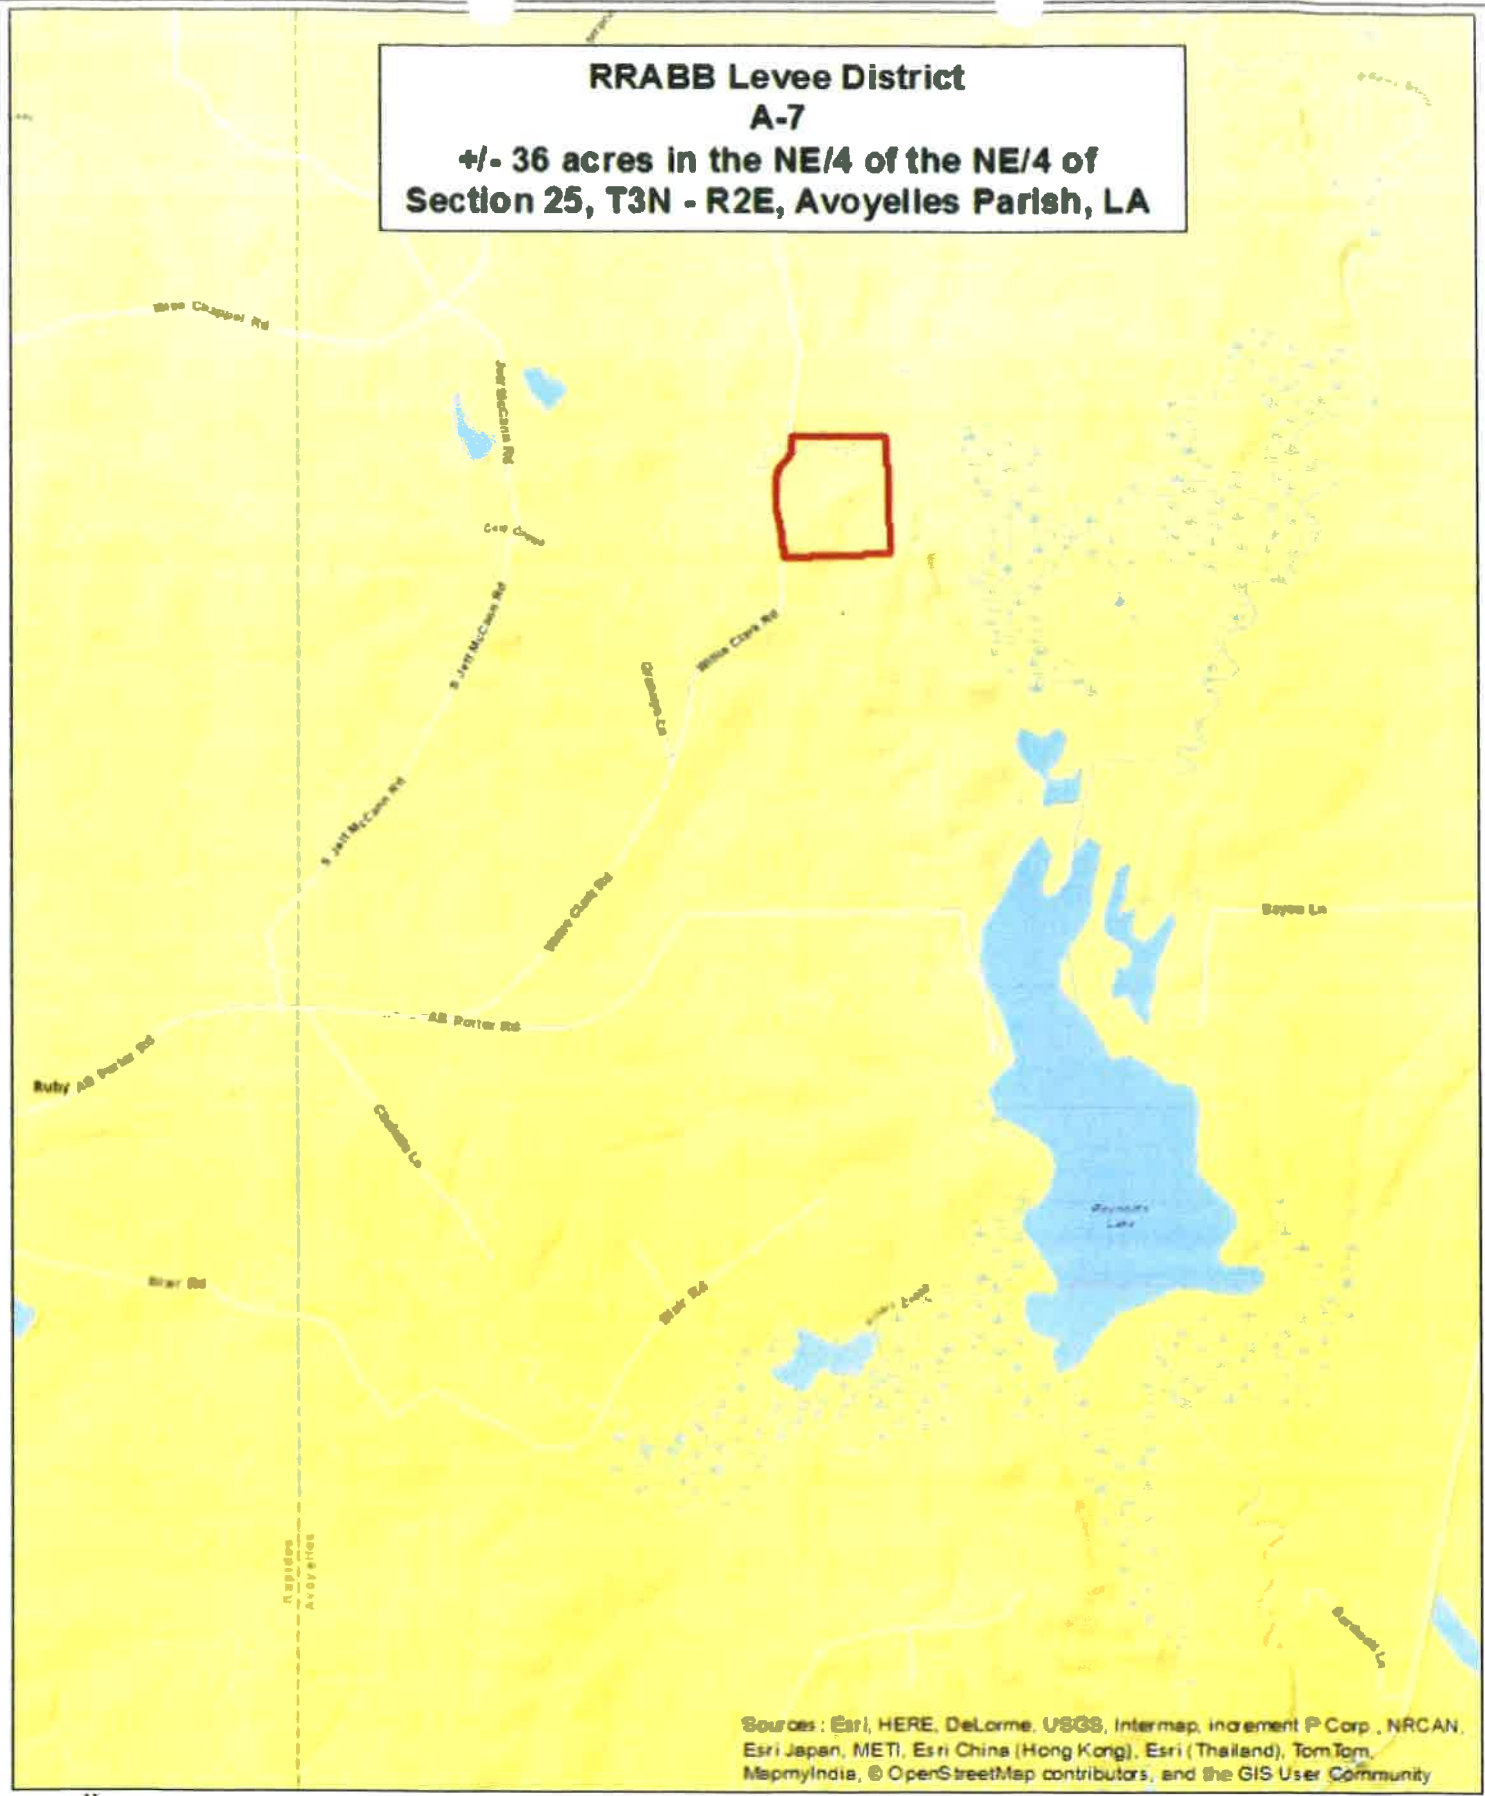 RRABB Levee District
A-7
+/- 36 acres in the NE/4 of the NE/4 of
Section 25, T3N - R2E, Avoyelles Parish, LA
Chappel Rd
Jeff McCann Rd
S Jeff McCann Rd
Willie Clark Rd
Ln
S Jeff McCann Rd
Willie Clark Rd
Bayou Ln
AB Porter Rd
Ruby
AB Porter Rd
Ln
Lake
Blair Rd
Blair Rd
Rapides
Avoyelles
Ln
Sources: Esri, HERE, DeLorme, USGS, Intermap, increment P Corp., NRCAN,
Esri Japan, METI, Esri China (Hong Kong), Esri (Thailand), TomTom,
MapmyIndia, © OpenStreetMap contributors, and the GIS User Community